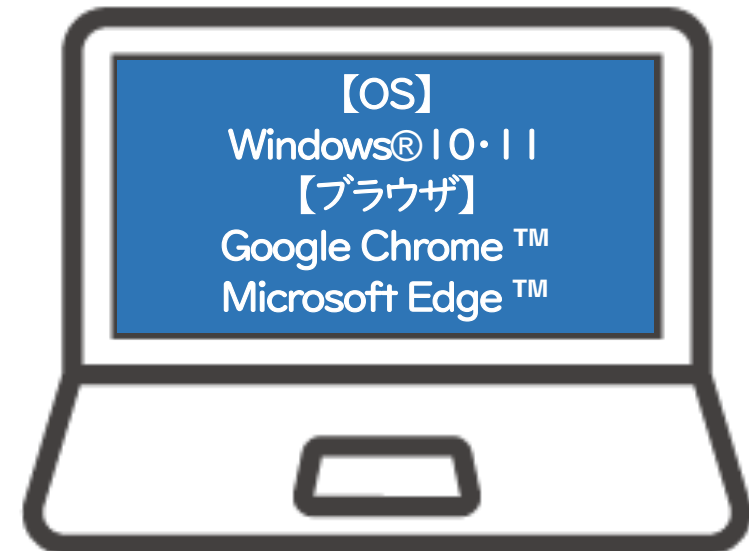 【OS】
Windows®10・11
【ブラウザ】
Google Chrome ™
Microsoft Edge ™